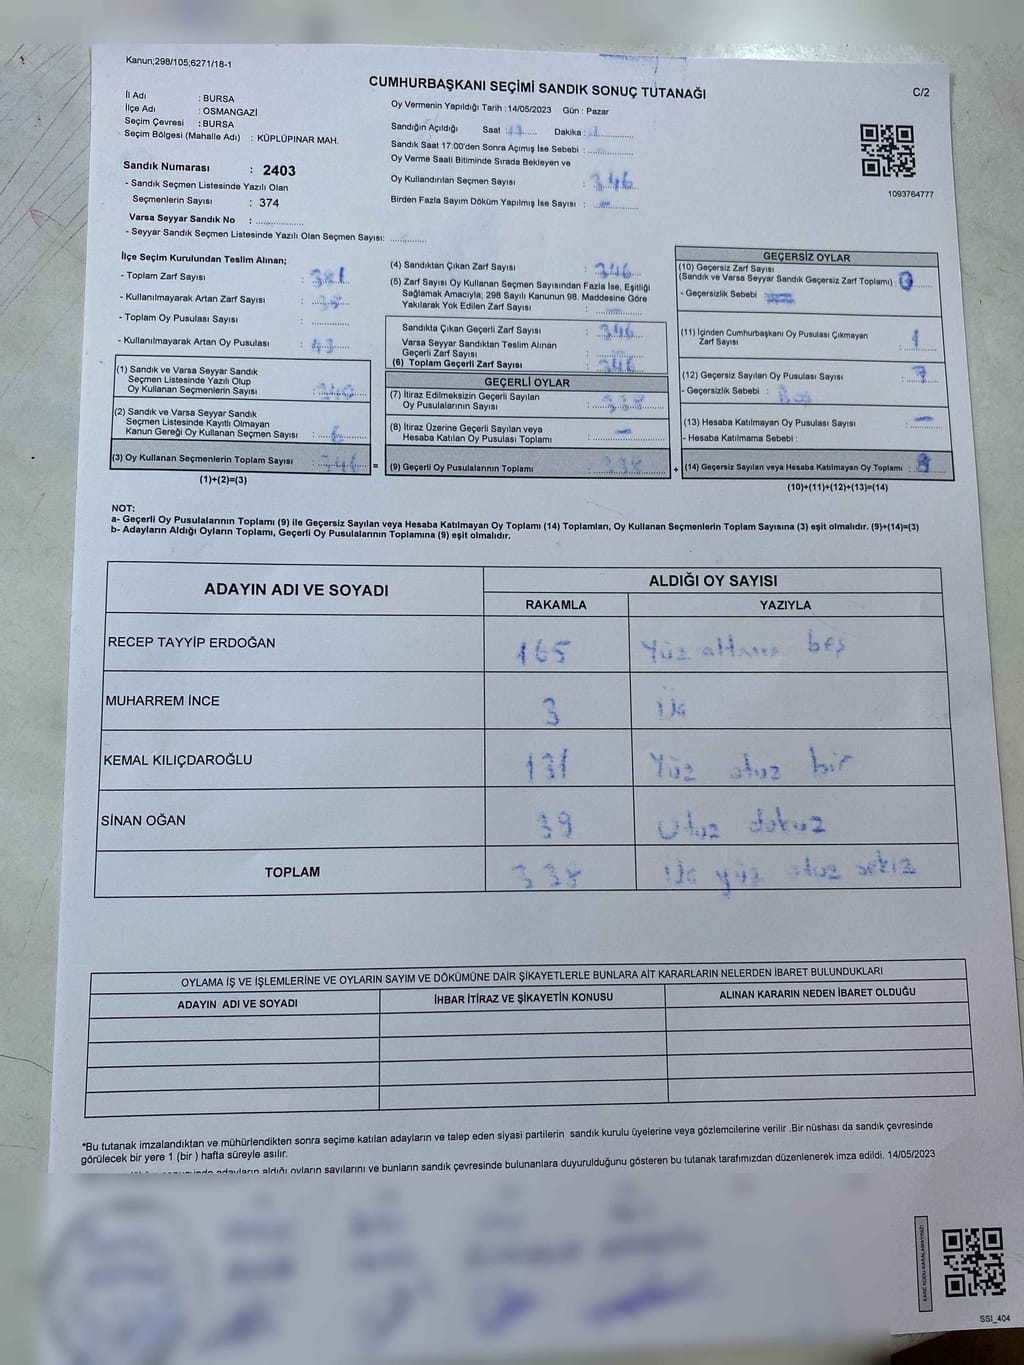 Kanun;298/105;6271/18-1
CUMHURBAŞKANI SEÇİMİ SANDIK SONUÇ TUTANAĞI
C/2
İl Adı : BURSA
İlçe Adı : OSMANGAZİ
Seçim Çevresi : BURSA
Seçim Bölgesi (Mahalle Adı) : KÜPLÜPINAR MAH.
Sandık Numarası : 2403
- Sandık Seçmen Listesinde Yazılı Olan
Seçmenlerin Sayısı : 374
Varsa Seyyar Sandık No :
- Seyyar Sandık Seçmen Listesinde Yazılı Olan Seçmen Sayısı:
Oy Vermenin Yapıldığı Tarih : 14/05/2023 Gün : Pazar
Sandığın Açıldığı Saat : Dakika :
Sandık Saat 17:00'den Sonra Açımış İse Sebebi :
Oy Verme Saati Bitiminde Sırada Bekleyen ve
Oy Kullandırılan Seçmen Sayısı : 346
Birden Fazla Sayım Döküm Yapılmış İse Sayısı : -
1093764777
İlçe Seçim Kurulundan Teslim Alınan;
- Toplam Zarf Sayısı : 381
- Kullanılmayarak Artan Zarf Sayısı : 35
- Toplam Oy Pusulası Sayısı :
- Kullanılmayarak Artan Oy Pusulası : 43
(1) Sandık ve Varsa Seyyar Sandık
Seçmen Listesinde Yazılı Olup
Oy Kullanan Seçmenlerin Sayısı : 340
(2) Sandık ve Varsa Seyyar Sandık
Seçmen Listesinde Kayıtlı Olmayan
Kanun Gereği Oy Kullanan Seçmen Sayısı : 6
(3) Oy Kullanan Seçmenlerin Toplam Sayısı : 346 =
(1)+(2)=(3)
(4) Sandıktan Çıkan Zarf Sayısı : 346
(5) Zarf Sayısı Oy Kullanan Seçmen Sayısından Fazla İse, Eşitliği
Sağlamak Amacıyla; 298 Sayılı Kanunun 98. Maddesine Göre
Yakılarak Yok Edilen Zarf Sayısı : -
Sandıkta Çıkan Geçerli Zarf Sayısı : 346
Varsa Seyyar Sandıktan Teslim Alınan
Geçerli Zarf Sayısı :
(6) Toplam Geçerli Zarf Sayısı : 346
GEÇERLİ OYLAR
(7) İtiraz Edilmeksizin Geçerli Sayılan
Oy Pusulalarının Sayısı : 338
(8) İtiraz Üzerine Geçerli Sayılan veya
Hesaba Katılan Oy Pusulası Toplamı : -
(9) Geçerli Oy Pusulalarının Toplamı : 338 +
GEÇERSİZ OYLAR
(10) Geçersiz Zarf Sayısı
(Sandık ve Varsa Seyyar Sandık Geçersiz Zarf Toplamı) :
- Geçersizlik Sebebi :
(11) İçinden Cumhurbaşkanı Oy Pusulası Çıkmayan
Zarf Sayısı : 1
(12) Geçersiz Sayılan Oy Pusulası Sayısı : 7
- Geçersizlik Sebebi : Boş
(13) Hesaba Katılmayan Oy Pusulası Sayısı : -
- Hesaba Katılmama Sebebi :
(14) Geçersiz Sayılan veya Hesaba Katılmayan Oy Toplamı : 8
(10)+(11)+(12)+(13)=(14)
NOT:
a- Geçerli Oy Pusulalarının Toplamı (9) ile Geçersiz Sayılan veya Hesaba Katılmayan Oy Toplamı (14) Toplamları, Oy Kullanan Seçmenlerin Toplam Sayısına (3) eşit olmalıdır. (9)+(14)=(3)
b- Adayların Aldığı Oyların Toplamı, Geçerli Oy Pusulalarının Toplamına (9) eşit olmalıdır.
ADAYIN ADI VE SOYADI ALDIĞI OY SAYISI
RAKAMLA YAZIYLA
RECEP TAYYİP ERDOĞAN 165 Yüz altmış beş
MUHARREM İNCE 3 Üç
KEMAL KILIÇDAROĞLU 131 Yüz otuz bir
SİNAN OĞAN 39 Otuz dokuz
TOPLAM 338 Üç yüz otuz sekiz
OYLAMA İŞ VE İŞLEMLERİNE VE OYLARIN SAYIM VE DÖKÜMÜNE DAİR ŞİKAYETLERLE BUNLARA AİT KARARLARIN NELERDEN İBARET BULUNDUKLARI
ADAYIN ADI VE SOYADI İHBAR İTİRAZ VE ŞİKAYETİN KONUSU ALINAN KARARIN NEDEN İBARET OLDUĞU
*Bu tutanak imzalandıktan ve mühürlendikten sonra seçime katılan adayların ve talep eden siyasi partilerin sandık kurulu üyelerine veya gözlemcilerine verilir .Bir nüshası da sandık çevresinde
görülecek bir yere 1 (bir ) hafta süreyle asılır.
adayların aldığı oyların sayılarını ve bunların sandık çevresinde bulunanlara duyurulduğunu gösteren bu tutanak tarafımızdan düzenlenerek imza edildi. 14/05/2023
KARE KODU KARALAMAYINIZ!
SSI_404